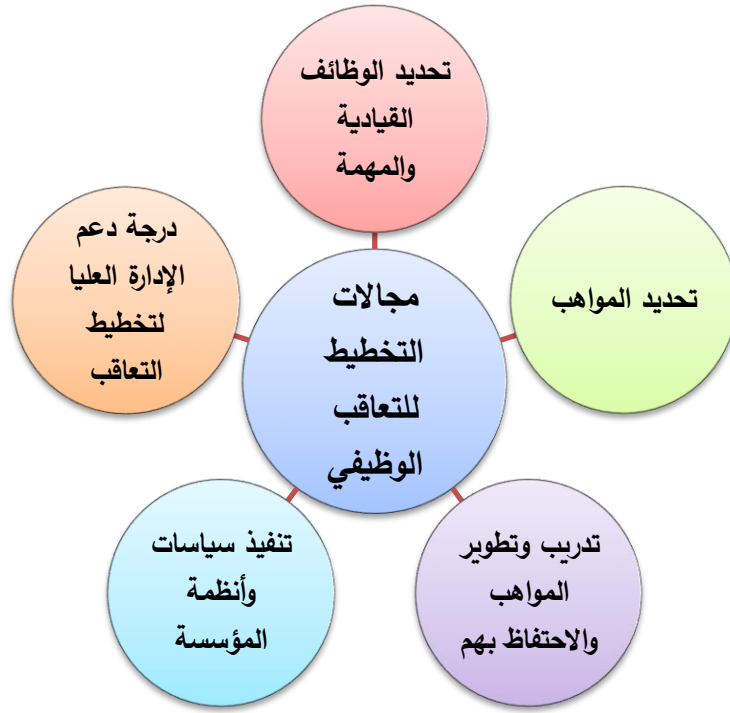 تحديد الوظائف
القيادية
والمهمة
تحديد المواهب
تدريب وتطوير
المواهب
والاحتفاظ بهم
تنفيذ سياسات
وأنظمة
المؤسسة
درجة دعم
الإدارة العليا
لتخطيط
التعاقب
مجالات
التخطيط
للتعاقب
الوظيفي